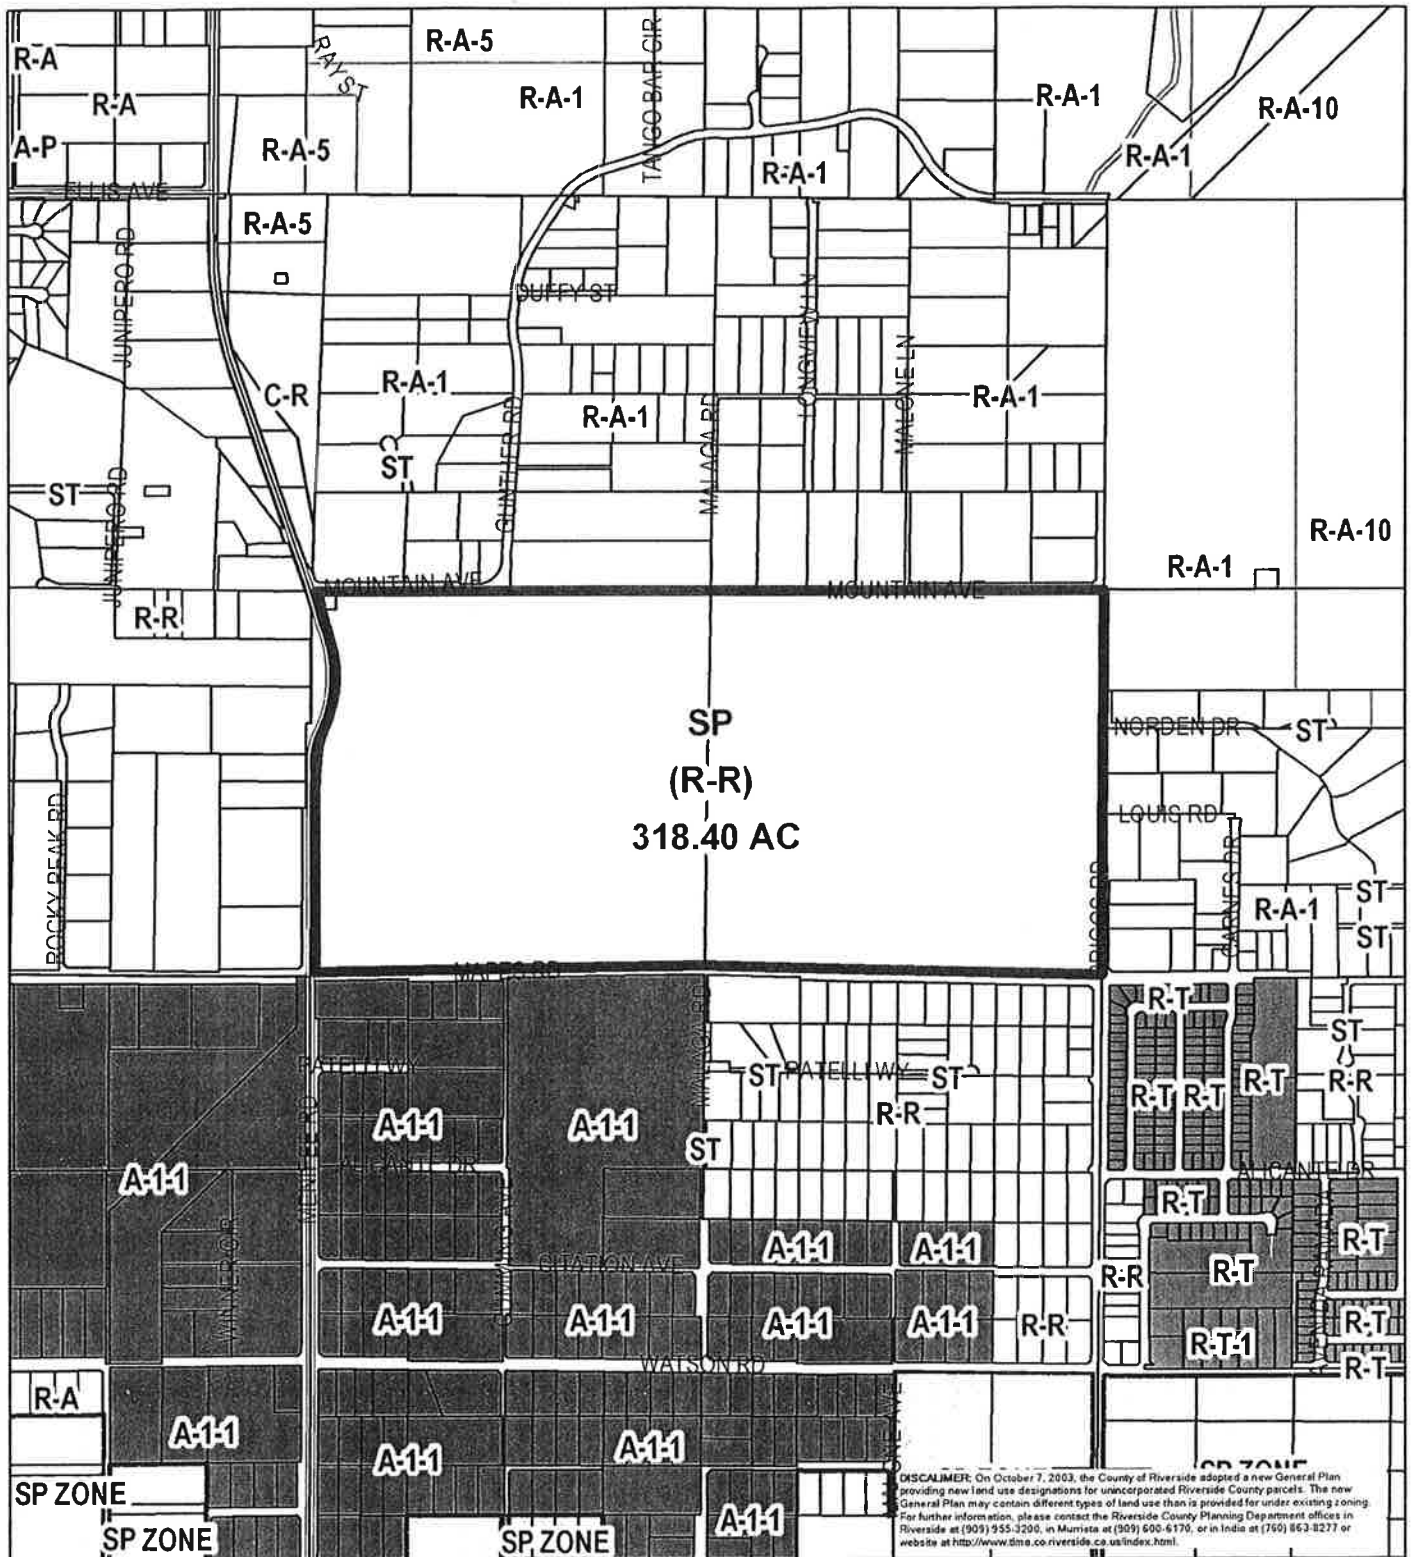 R-A-5
R-A
RAY ST
TANGO BAR CIR
R-A
R-A-1
R-A-1
R-A-10
A-P
R-A-5
R-A-1
R-A-1
ELLIS AVE
R-A-5
JUNIPERO RD
DUFFY ST
LONGVIEW LN
MALONE LN
C-R
R-A-1
R-A-1
R-A-1
GUNTHER RD
MALAGA RD
ST
ST
JUNIPERO RD
R-A-10
R-A-1
MOUNTAIN AVE
MOUNTAIN AVE
R-R
SP
(R-R)
318.40 AC
NORDEN DR
ST
LOUIS RD
ROCKY PEAK RD
BRIGGS RD
CARNES DR
R-A-1
ST
ST
MAPES RD
MALAGA RD
R-T
ST
PATELLI WY
ST
PATELLI WY
ST
R-T
R-T
R-T
R-R
MENIFEE RD
A-1-1
A-1-1
R-R
ST
ALICANTE DR
ALICANTE DR
A-1-1
R-T
A-1-1
A-1-1
R-T
CITATION AVE
R-R
R-T
A-1-1
A-1-1
A-1-1
A-1-1
R-R
R-T
R-T-1
WATSON RD
R-T
R-A
A-1-1
A-1-1
A-1-1
SP ZONE
SP ZONE
SP ZONE
SP ZONE
A-1-1
DISCALIMER: On October 7, 2003, the County of Riverside adopted a new General Plan
providing new land use designations for unincorporated Riverside County parcels. The new
General Plan may contain different types of land use than is provided for under existing zoning.
For further information, please contact the Riverside County Planning Department offices in
Riverside at (909) 955-3200, in Murrieta at (909) 600-6170, or in Indio at (760) 863-8277 or
website at http://www.tlma.co.riverside.ca.us/index.html.